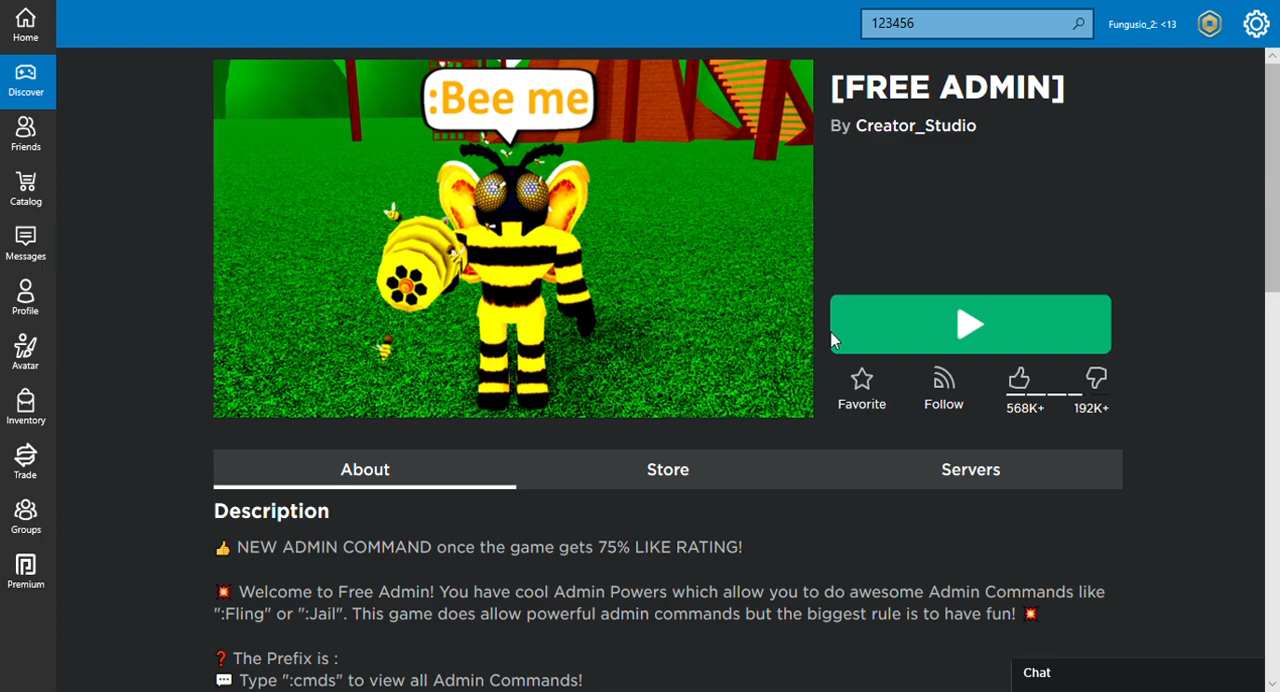 Home
123456
Fungusio_2: <13
Discover
Friends
Catalog
Messages
Profile
Avatar
Inventory
Trade
Groups
Premium
:Bee me
[FREE ADMIN]
By Creator_Studio
Favorite
Follow
568K+
192K+
About
Store
Servers
Description
👍 NEW ADMIN COMMAND once the game gets 75% LIKE RATING!
💥 Welcome to Free Admin! You have cool Admin Powers which allow you to do awesome Admin Commands like
":Fling" or ":Jail". This game does allow powerful admin commands but the biggest rule is to have fun! 💥
❓ The Prefix is :
💬 Type ":cmds" to view all Admin Commands!
Chat